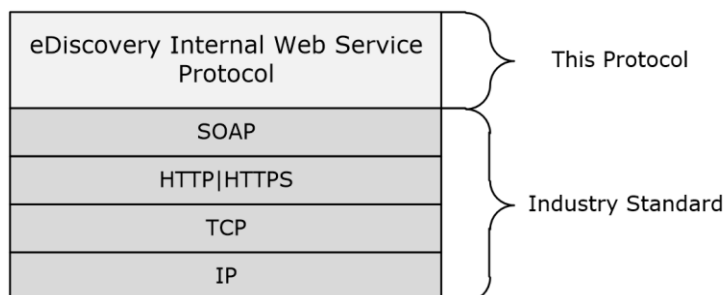 eDiscovery Internal Web Service
Protocol
This Protocol
SOAP
HTTP|HTTPS
TCP
IP
Industry Standard